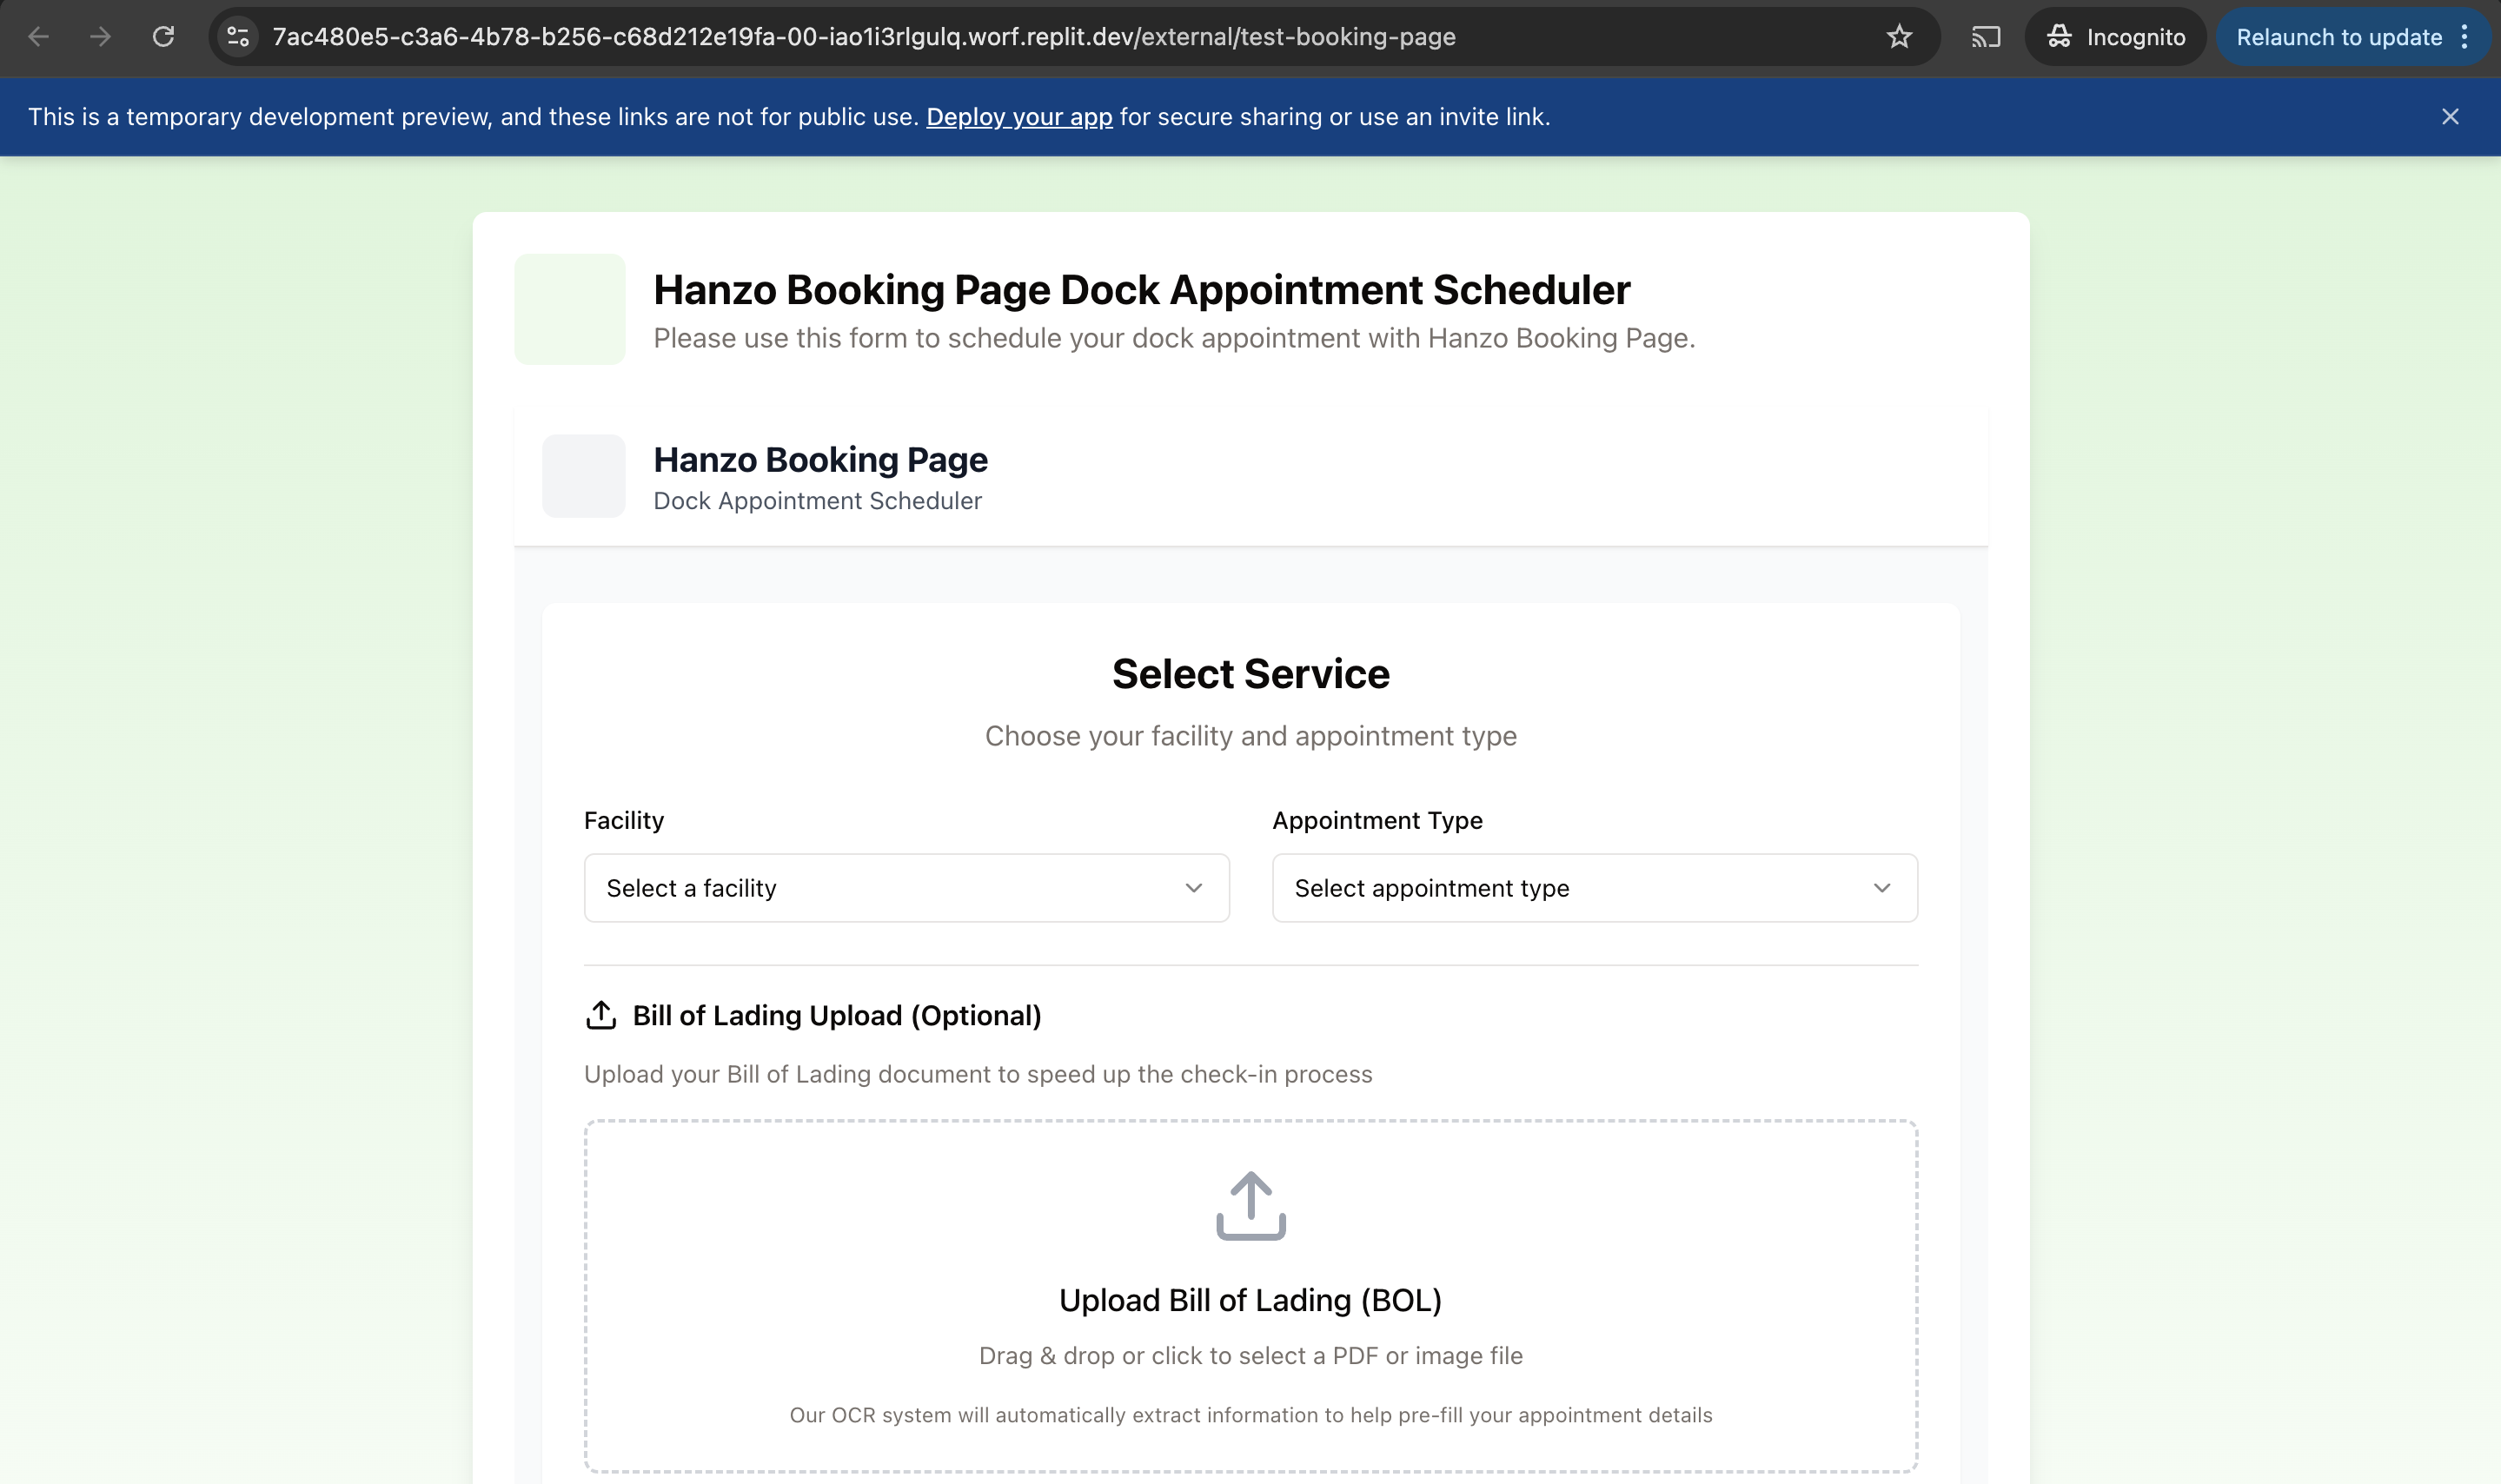 7ac480e5-c3a6-4b78-b256-c68d212e19fa-00-iao1i3rlgulq.worf.replit.dev/external/test-booking-page
Incognito
Relaunch to update
This is a temporary development preview, and these links are not for public use. Deploy your app for secure sharing or use an invite link.
Hanzo Booking Page Dock Appointment Scheduler
Please use this form to schedule your dock appointment with Hanzo Booking Page.
Hanzo Booking Page
Dock Appointment Scheduler
Select Service
Choose your facility and appointment type
Facility
Appointment Type
Select a facility
Select appointment type
Bill of Lading Upload (Optional)
Upload your Bill of Lading document to speed up the check-in process
Upload Bill of Lading (BOL)
Drag & drop or click to select a PDF or image file
Our OCR system will automatically extract information to help pre-fill your appointment details